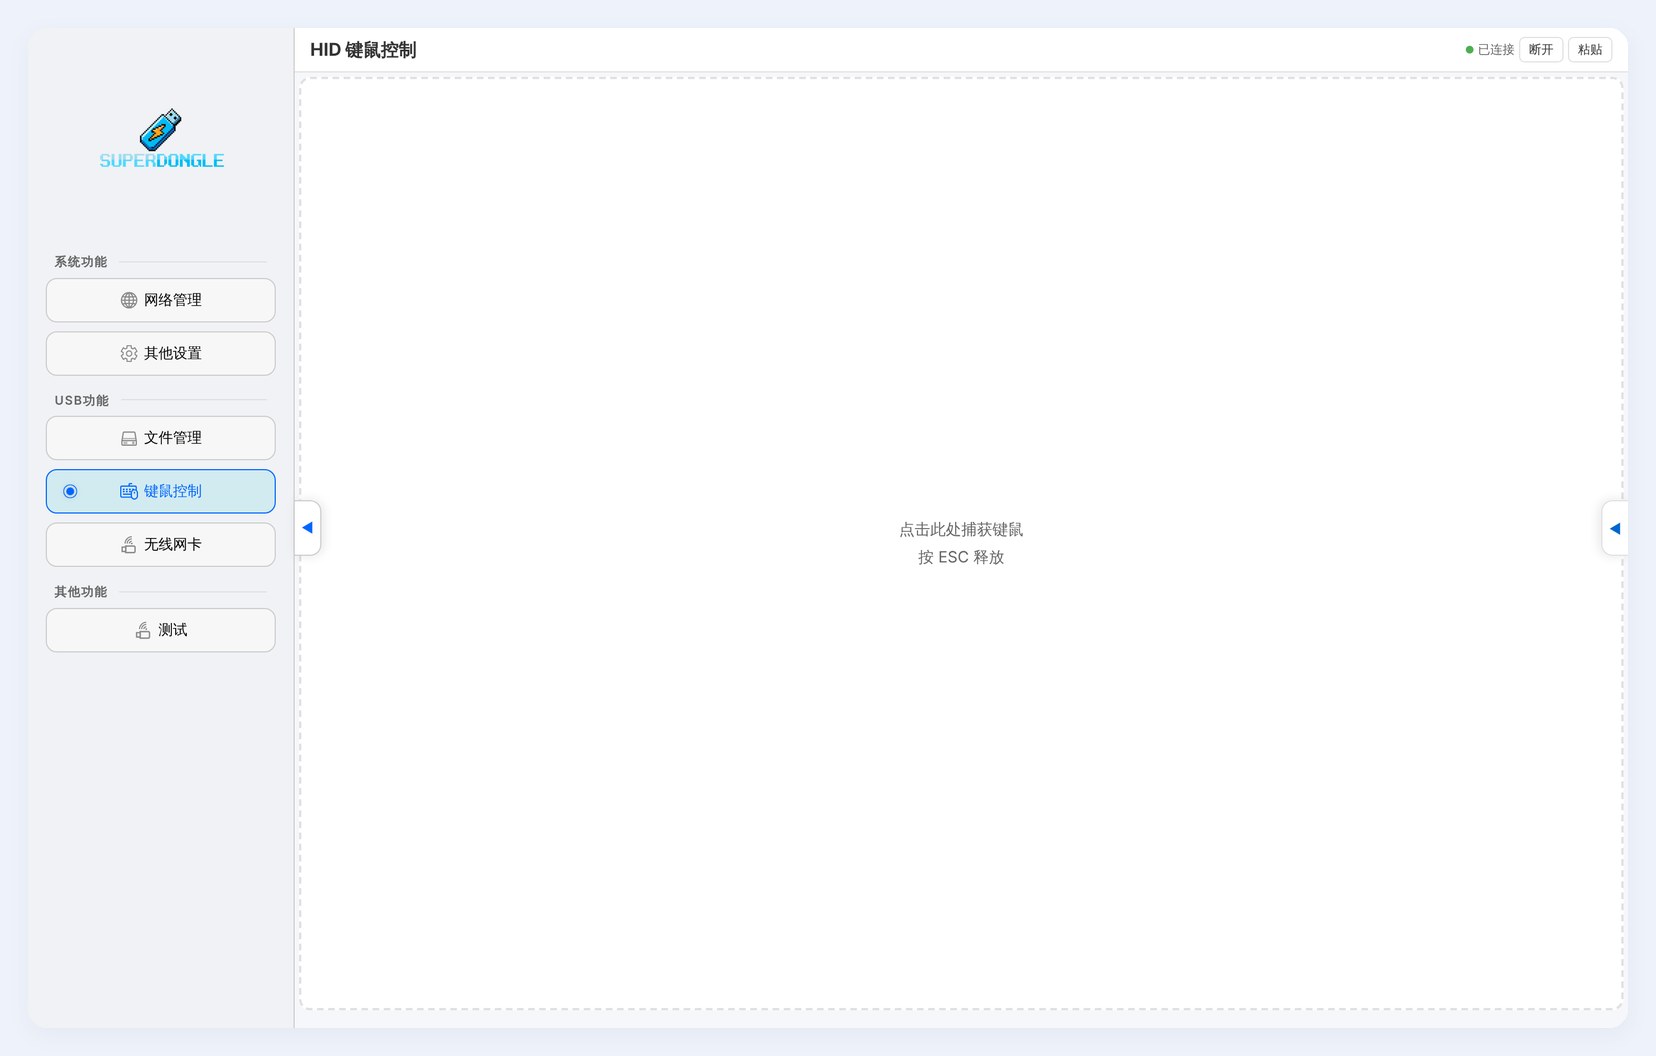 SUPERDONGLE
系统功能
网络管理
其他设置
USB功能
文件管理
键鼠控制
无线网卡
其他功能
测试
HID 键鼠控制
已连接 断开 粘贴
点击此处捕获键鼠
按 ESC 释放